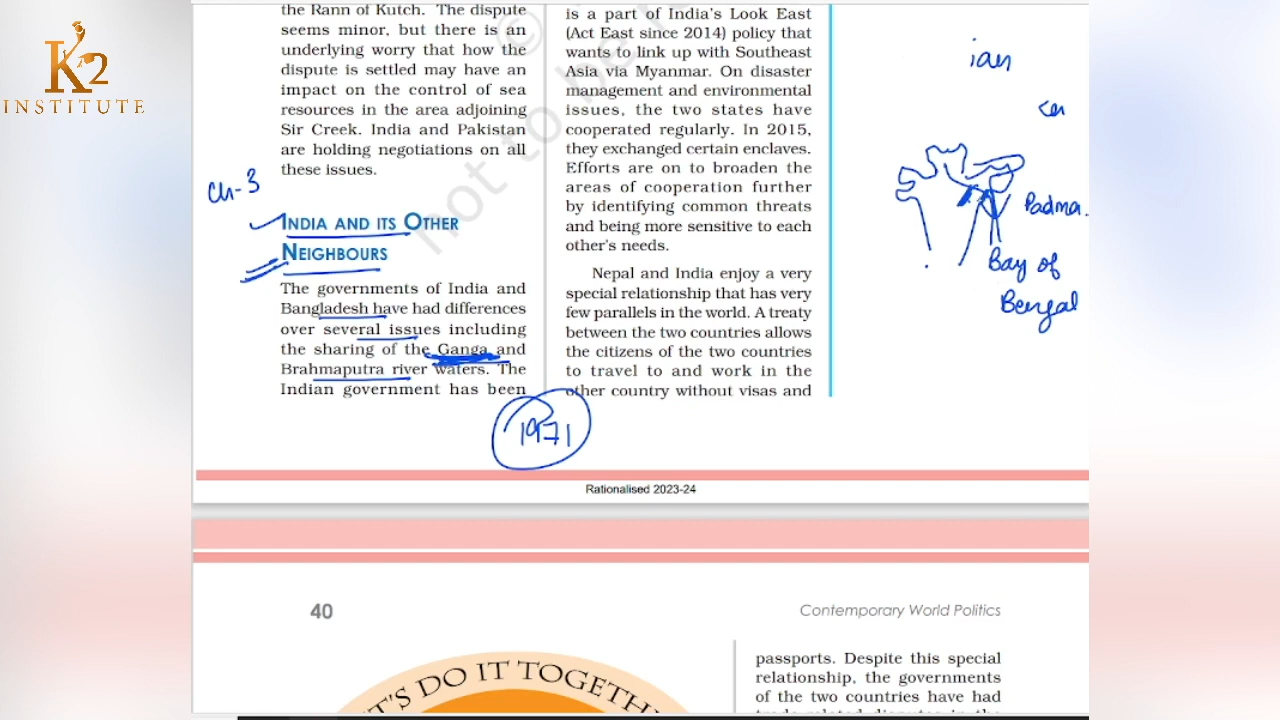 K2
INSTITUTE
the Rann of Kutch. The dispute
seems minor, but there is an
underlying worry that how the
dispute is settled may have an
impact on the control of sea
resources in the area adjoining
Sir Creek. India and Pakistan
are holding negotiations on all
these issues.
Ch-3
INDIA AND ITS OTHER
NEIGHBOURS
The governments of India and
Bangladesh have had differences
over several issues including
the sharing of the Ganga and
Brahmaputra river waters. The
Indian government has been
is a part of India's Look East
(Act East since 2014) policy that
wants to link up with Southeast
Asia via Myanmar. On disaster
management and environmental
issues, the two states have
cooperated regularly. In 2015,
they exchanged certain enclaves.
Efforts are on to broaden the
areas of cooperation further
by identifying common threats
and being more sensitive to each
other's needs.
Nepal and India enjoy a very
special relationship that has very
few parallels in the world. A treaty
between the two countries allows
the citizens of the two countries
to travel to and work in the
other country without visas and
ian
Padma.
Bay of
Bengal
1971
not to be
Rationalised 2023-24
40
Contemporary World Politics
LET'S DO IT TOGETHE
passports. Despite this special
relationship, the governments
of the two countries have had
trade related disputes in the